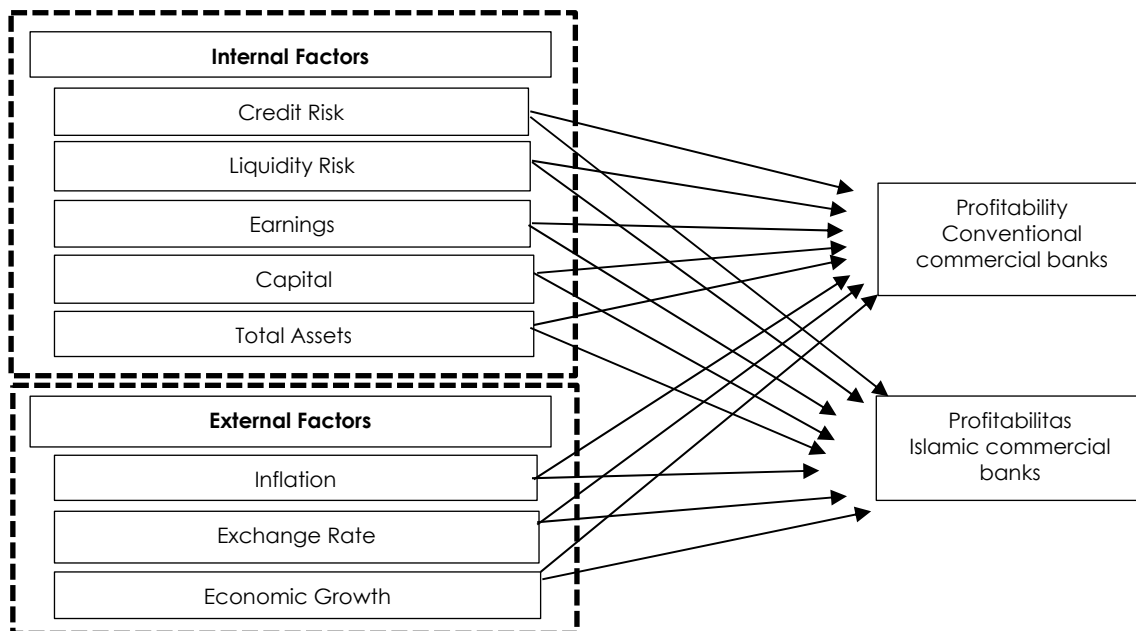 Internal Factors
Credit Risk
Liquidity Risk
Earnings
Capital
Total Assets
External Factors
Inflation
Exchange Rate
Economic Growth
Profitability
Conventional
commercial banks
Profitabilitas
Islamic commercial
banks